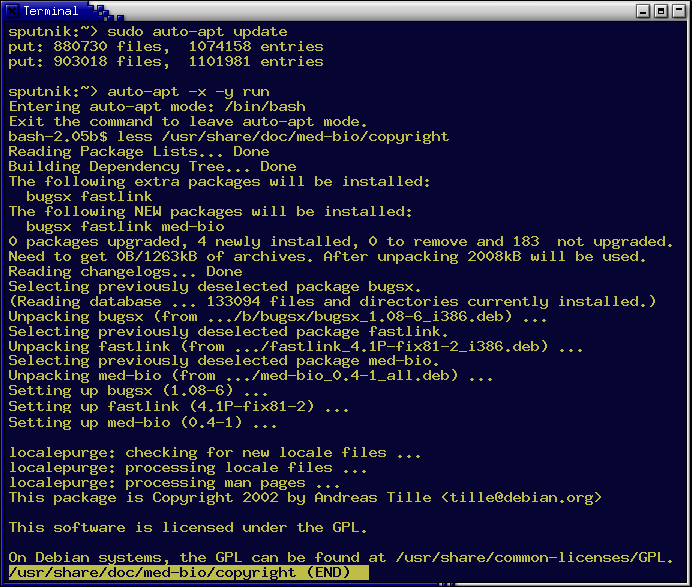 Terminal
sputnik:~> sudo auto-apt update
put: 880730 files,  1074158 entries
put: 903018 files,  1101981 entries
sputnik:~> auto-apt -x -y run
Entering auto-apt mode: /bin/bash
Exit the command to leave auto-apt mode.
bash-2.05b$ less /usr/share/doc/med-bio/copyright
Reading Package Lists... Done
Building Dependency Tree... Done
The following extra packages will be installed:
  bugsx fastlink
The following NEW packages will be installed:
  bugsx fastlink med-bio
0 packages upgraded, 4 newly installed, 0 to remove and 183  not upgraded.
Need to get 0B/1263kB of archives. After unpacking 2008kB will be used.
Reading changelogs... Done
Selecting previously deselected package bugsx.
(Reading database ... 133094 files and directories currently installed.)
Unpacking bugsx (from .../b/bugsx/bugsx_1.08-6_i386.deb) ...
Selecting previously deselected package fastlink.
Unpacking fastlink (from .../fastlink_4.1P-fix81-2_i386.deb) ...
Selecting previously deselected package med-bio.
Unpacking med-bio (from .../med-bio_0.4-1_all.deb) ...
Setting up bugsx (1.08-6) ...
Setting up fastlink (4.1P-fix81-2) ...
Setting up med-bio (0.4-1) ...
localepurge: checking for new locale files ...
localepurge: processing locale files ...
localepurge: processing man pages ...
This package is Copyright 2002 by Andreas Tille <tille@debian.org>
This software is licensed under the GPL.
On Debian systems, the GPL can be found at /usr/share/common-licenses/GPL.
/usr/share/doc/med-bio/copyright (END)